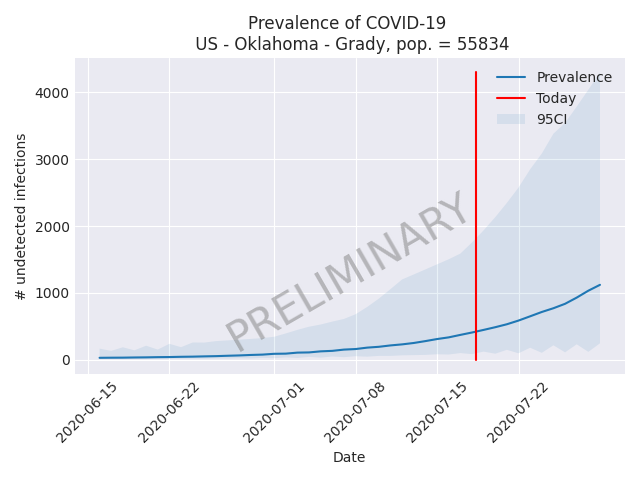 Prevalence of COVID-19
US - Oklahoma - Grady, pop. = 55834
# undetected infections
4000
3000
2000
1000
0
Prevalence
Today
95CI
PRELIMINARY
2020-06-15
2020-06-22
2020-07-01
2020-07-08
2020-07-15
2020-07-22
Date